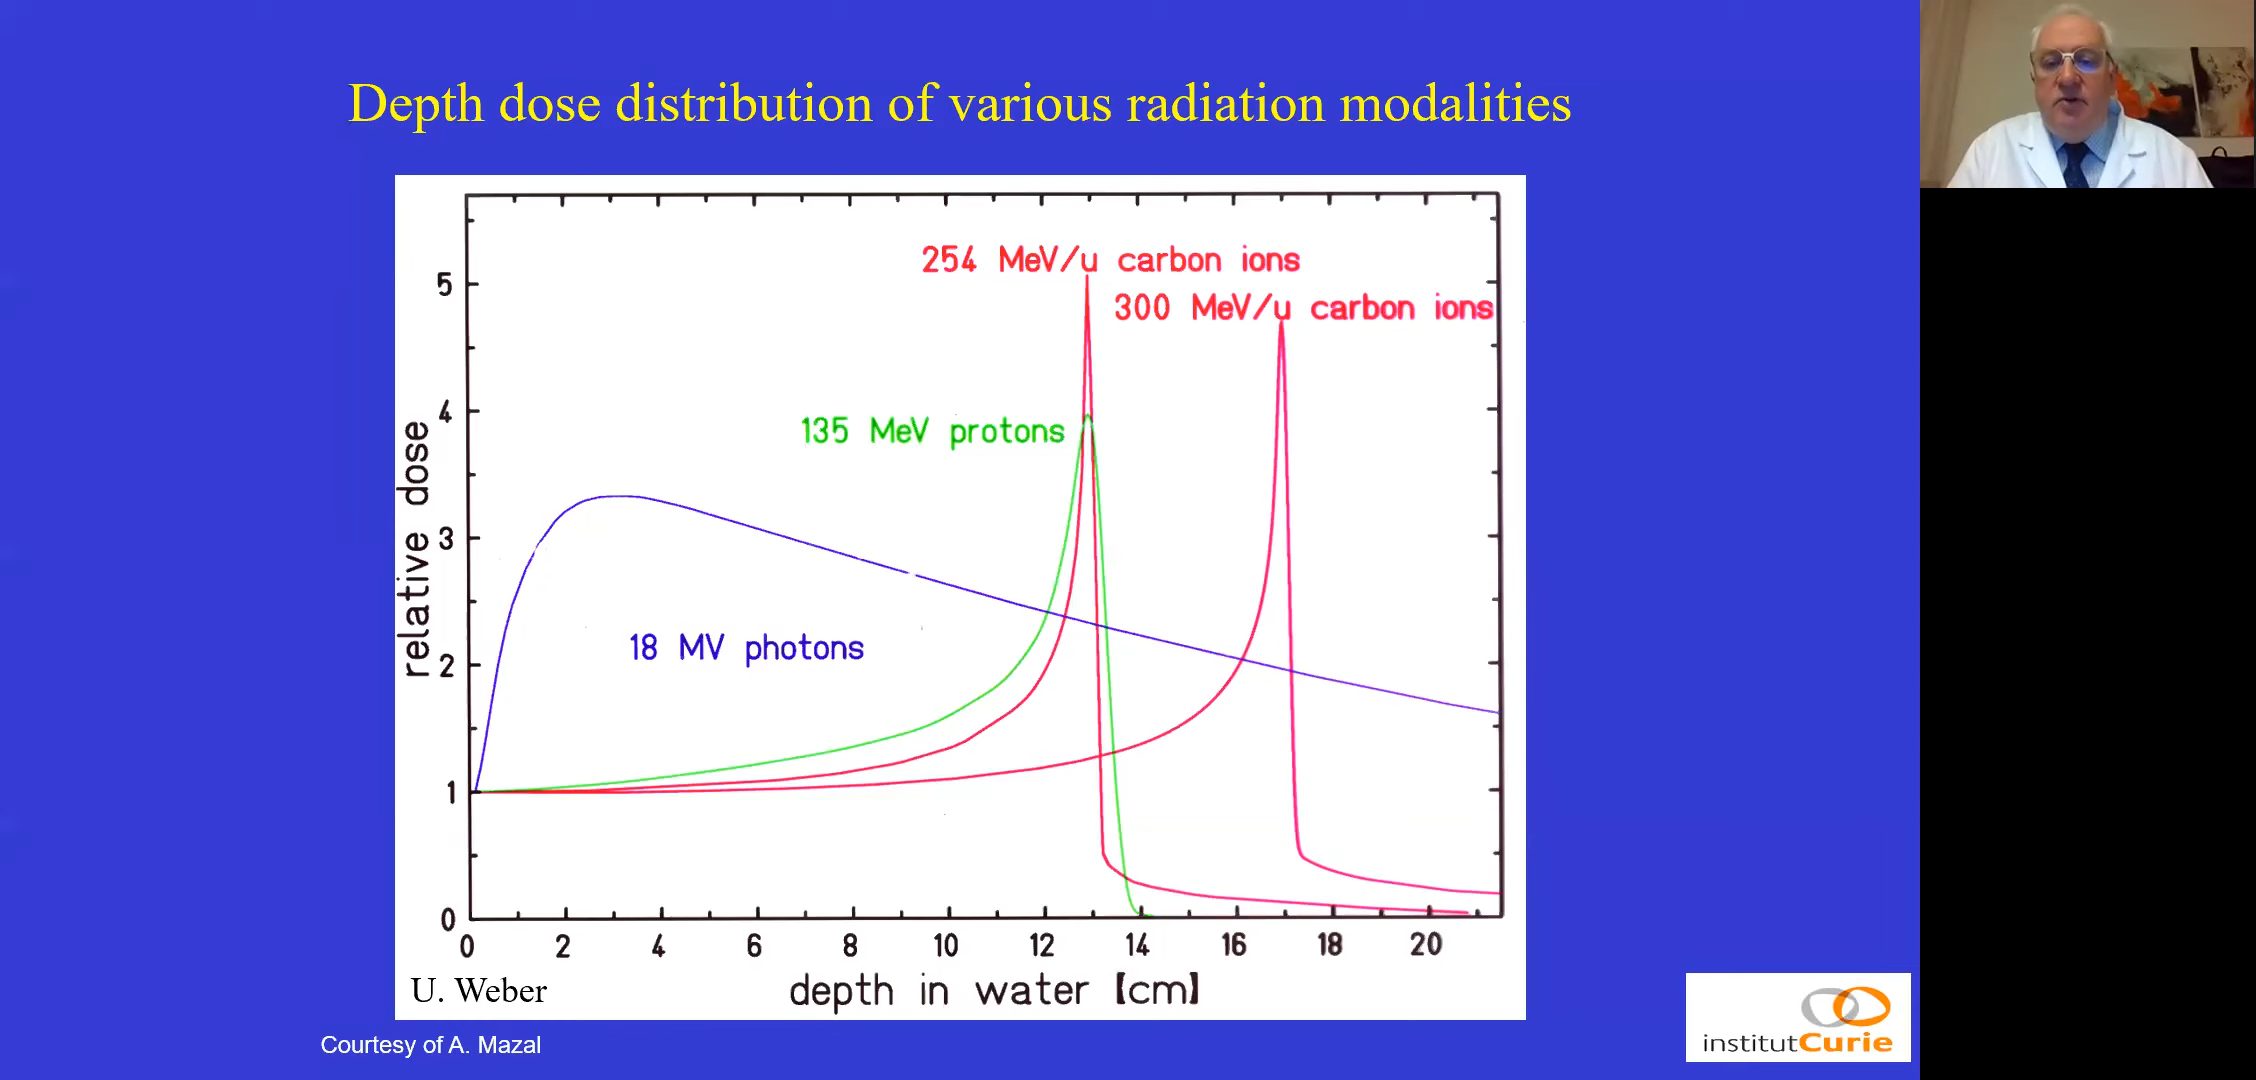 Depth dose distribution of various radiation modalities
254 MeV/u carbon ions
300 MeV/u carbon ions
135 MeV protons
18 MV photons
relative dose
5
4
3
2
1
0
0 2 4 6 8 10 12 14 16 18 20
depth in water [cm]
U. Weber
Courtesy of A. Mazal
institutCurie